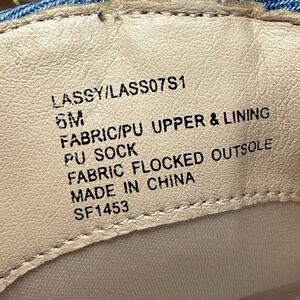 LASSY/LASS07S1
6M
FABRIC/PU UPPER & LINING
PU SOCK
FABRIC FLOCKED OUTSOLE
MADE IN CHINA
SF1453